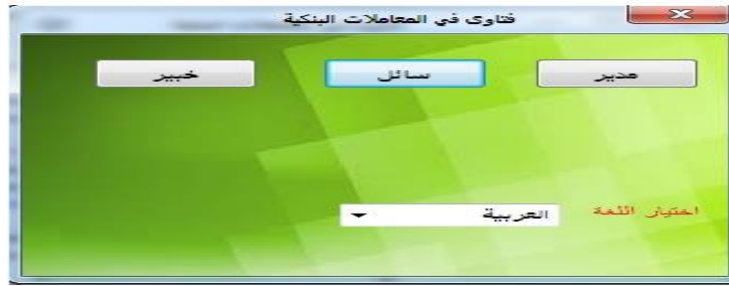 فتاوى في المعاملات البنكية
مدير سائل خبير
اختيار اللغة العربية